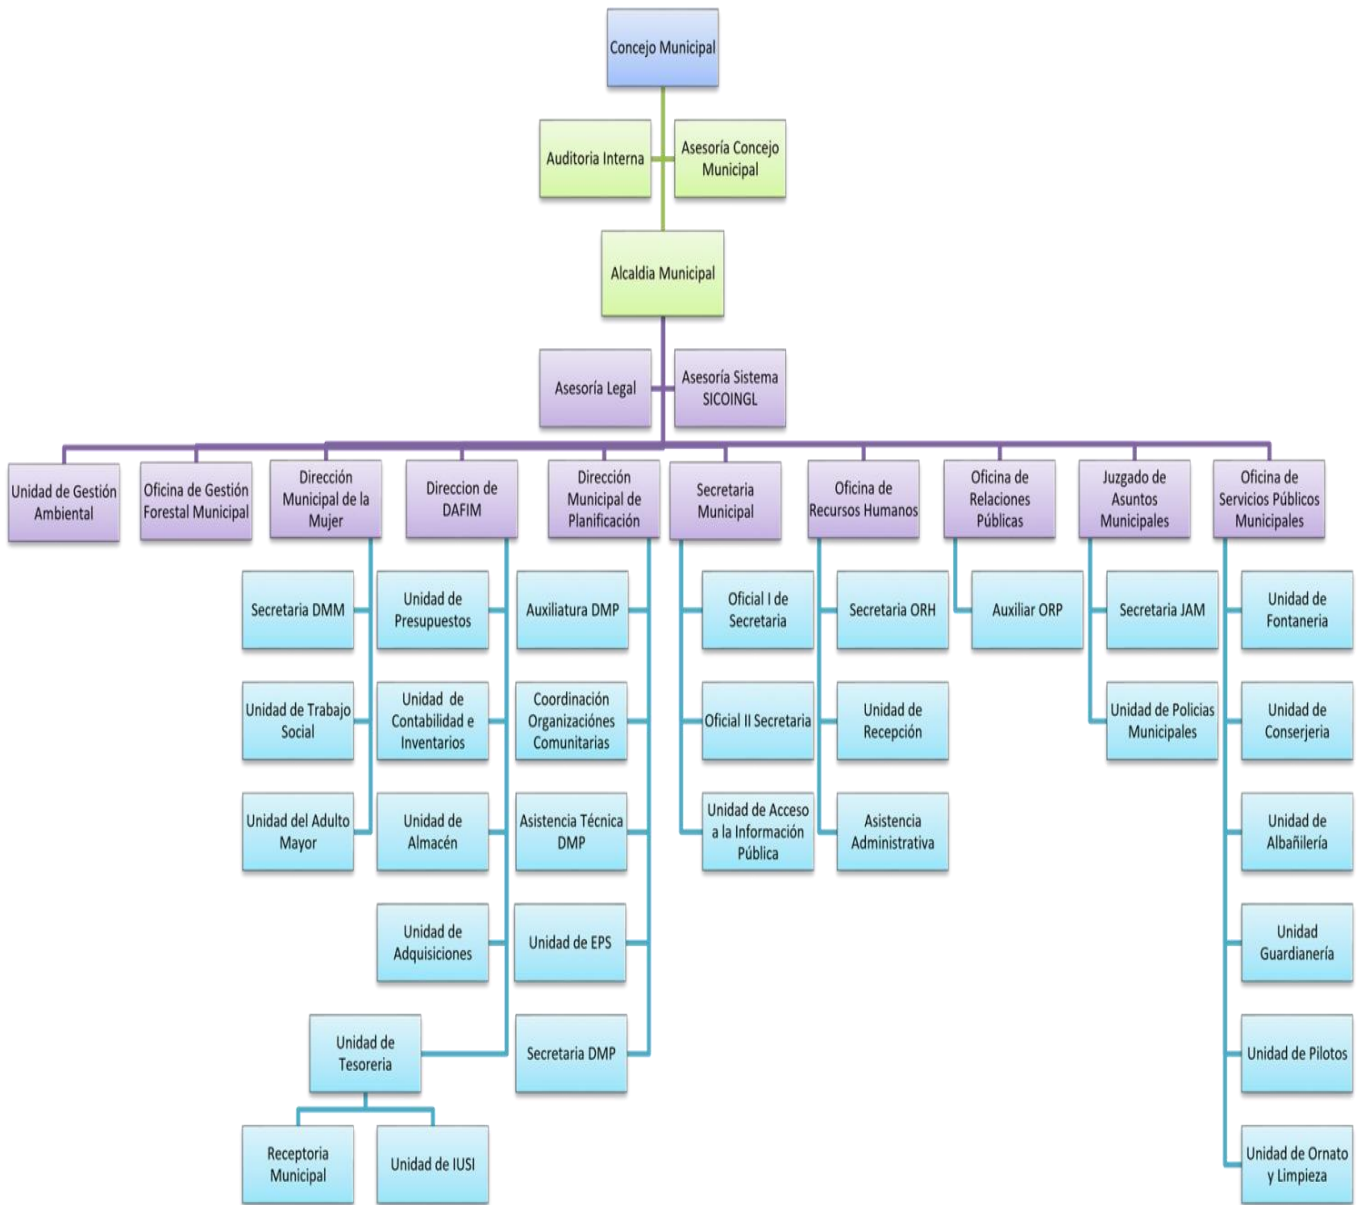 Concejo Municipal
Auditoria Interna
Asesoría Concejo
Municipal
Alcaldia Municipal
Asesoría Legal
Asesoría Sistema
SICOINGL
Unidad de Gestión
Ambiental
Oficina de Gestión
Forestal Municipal
Dirección
Municipal de la
Mujer
Direccion de
DAFIM
Dirección
Municipal de
Planificación
Secretaria
Municipal
Oficina de
Recursos Humanos
Oficina de
Relaciones
Públicas
Juzgado de
Asuntos
Municipales
Oficina de
Servicios Públicos
Municipales
Secretaria DMM
Unidad de
Presupuestos
Auxiliatura DMP
Oficial I de
Secretaria
Secretaria ORH
Auxiliar ORP
Secretaria JAM
Unidad de
Fontaneria
Unidad de Trabajo
Social
Unidad  de
Contabilidad e
Inventarios
Coordinación
Organizaciónes
Comunitarias
Oficial II Secretaria
Unidad de
Recepción
Unidad de Policias
Municipales
Unidad de
Conserjeria
Unidad del Adulto
Mayor
Unidad de
Almacén
Asistencia Técnica
DMP
Unidad de Acceso
a la Información
Pública
Asistencia
Administrativa
Unidad de
Albañilería
Unidad de
Adquisiciones
Unidad de EPS
Unidad
Guardianería
Unidad de
Tesoreria
Secretaria DMP
Unidad de Pilotos
Receptoria
Municipal
Unidad de IUSI
Unidad de Ornato
y Limpieza